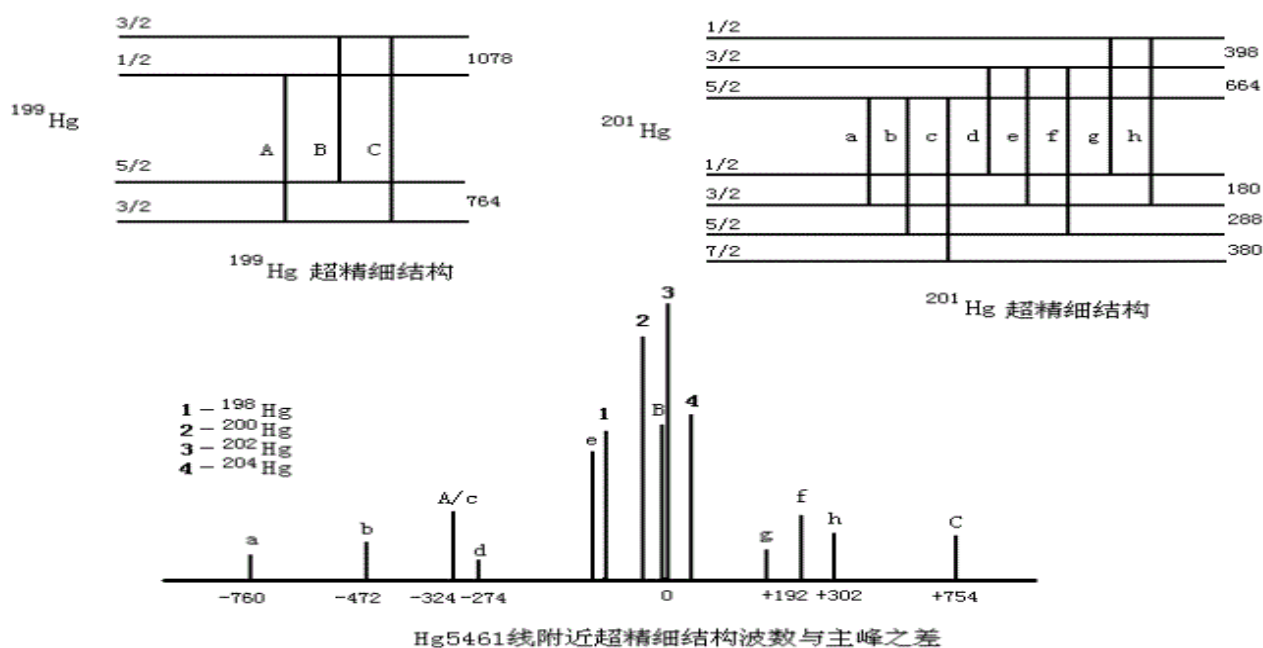 3/2
1/2
1078
¹⁹⁹Hg
A B C
5/2
3/2
764
¹⁹⁹Hg 超精细结构
1/2
3/2
398
5/2
664
²⁰¹Hg
a b c d e f g h
1/2
3/2
180
5/2
288
7/2
380
²⁰¹Hg 超精细结构
3
2
1 - ¹⁹⁸Hg
2 - ²⁰⁰Hg
3 - ²⁰²Hg
4 - ²⁰⁴Hg
a b A/c d e 1 B 4 g f h C
-760 -472 -324 -274 0 +192 +302 +754
Hg5461线附近超精细结构波数与主峰之差